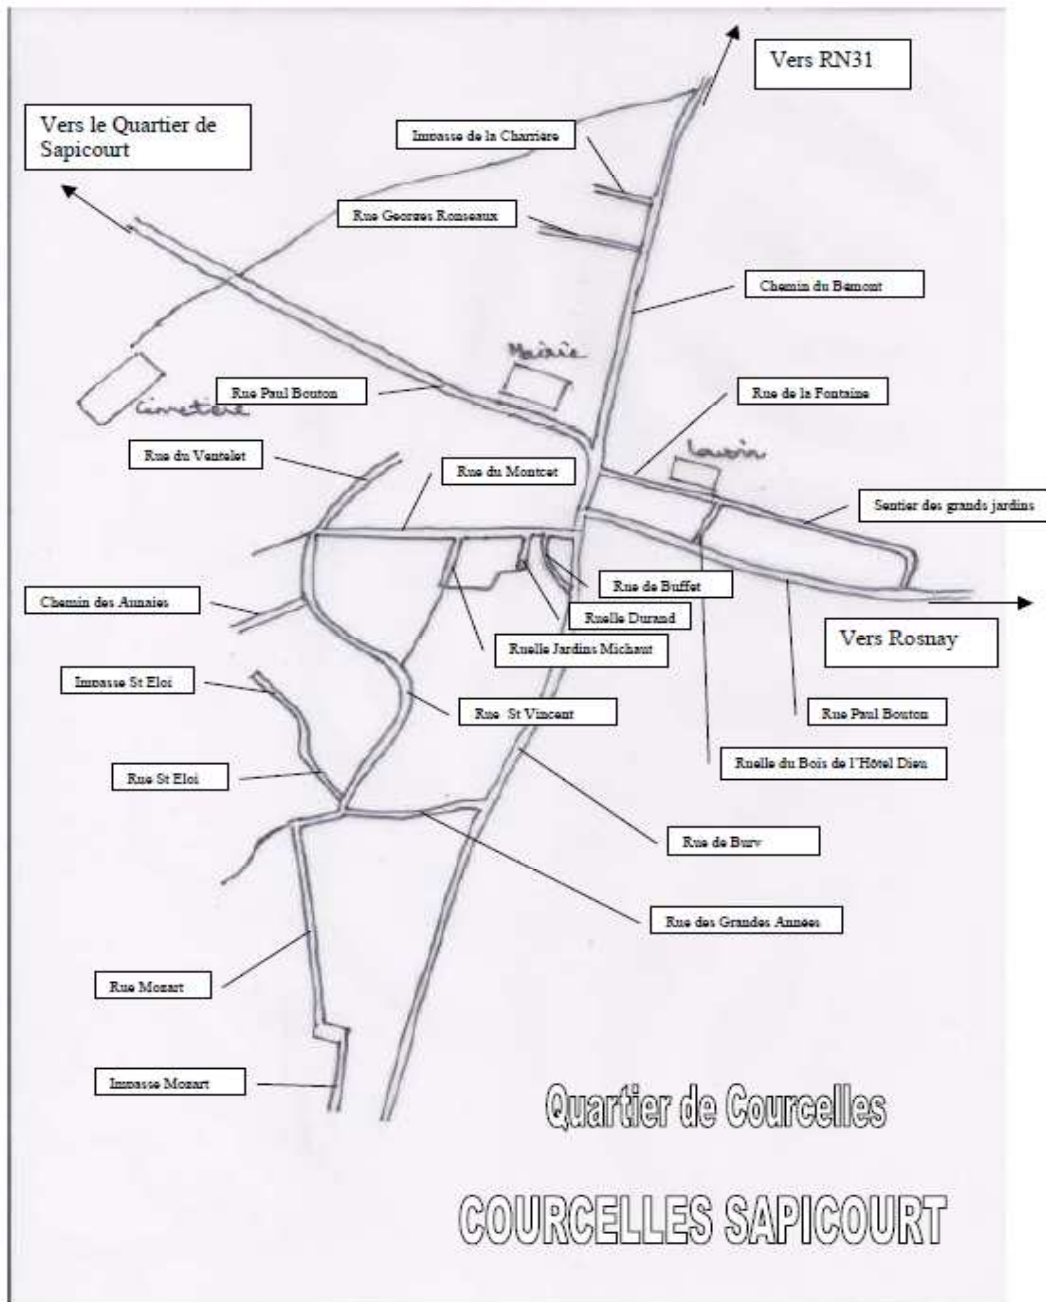 Vers RN31
Vers le Quartier de
Sapicourt
Impasse de la Charrière
Rue Georges Ronseaux
Chemin du Bémont
Mairie
Rue Paul Bouton
Cimetière
Rue de la Fontaine
Lavoir
Rue du Ventelet
Rue du Montcet
Sentier des grands jardins
Chemin des Aunaies
Rue de Buffet
Ruelle Durand
Ruelle Jardins Michaut
Vers Rosnay
Impasse St Eloi
Rue St Vincent
Rue Paul Bouton
Rue St Eloi
Ruelle du Bois de l'Hôtel Dieu
Rue de Bury
Rue des Grandes Années
Rue Mozart
Impasse Mozart
Quartier de Courcelles
COURCELLES SAPICOURT